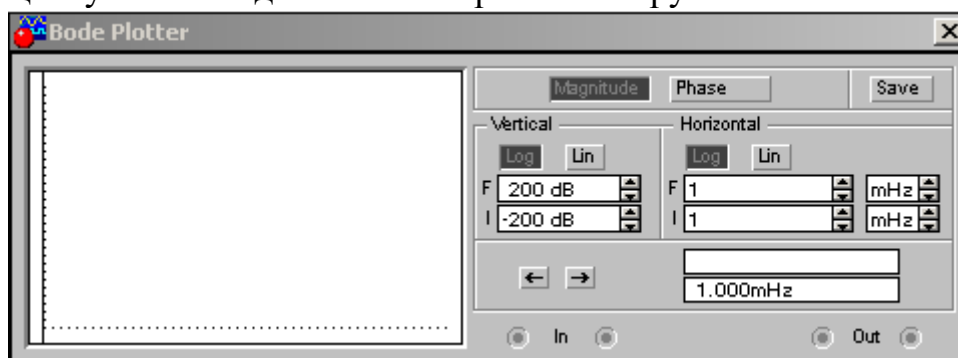 Bode Plotter
Magnitude Phase Save
Vertical Horizontal
Log Lin Log Lin
F 200 dB F 1 mHz
I -200 dB I 1 mHz
← →
1.000mHz
In Out